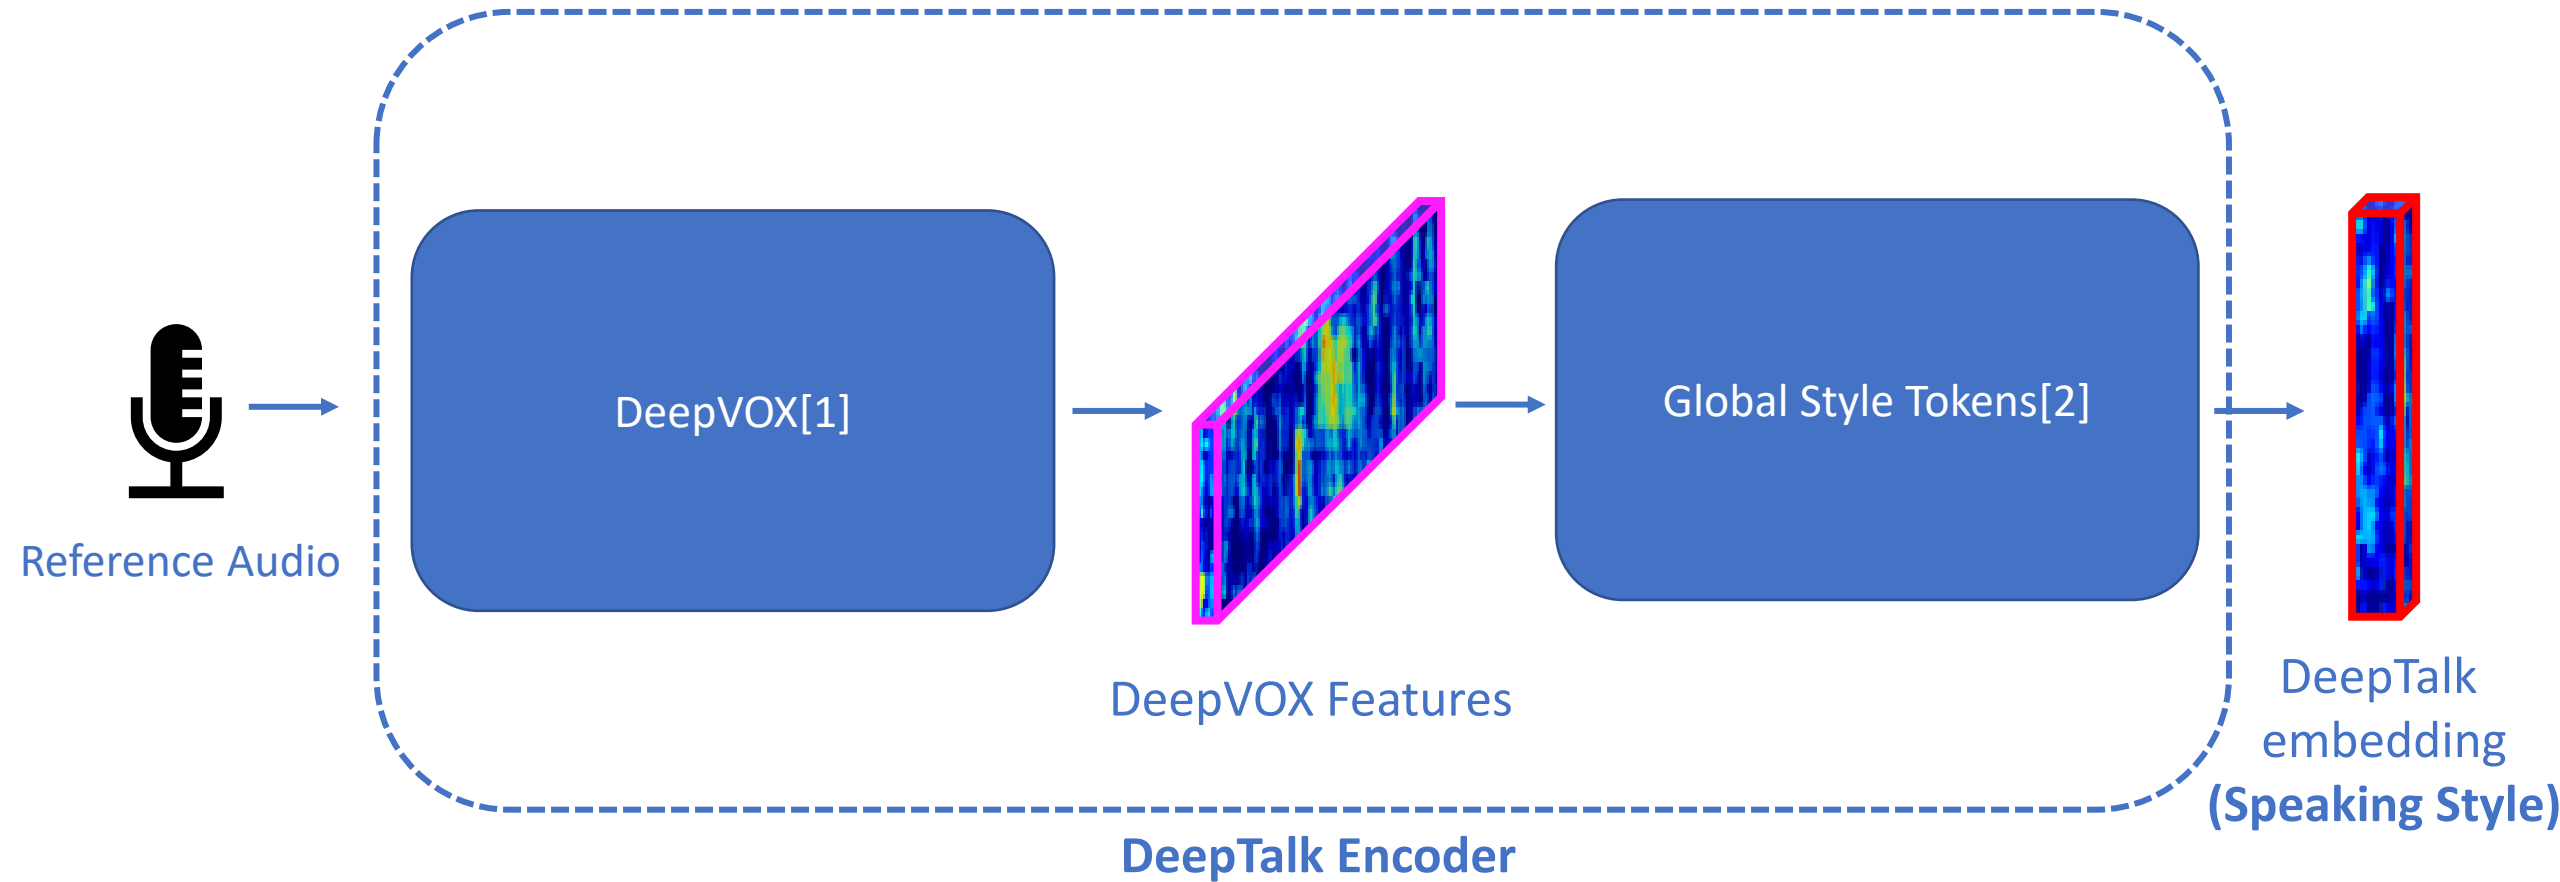 Reference Audio
DeepVOX[1]
DeepVOX Features
Global Style Tokens[2]
DeepTalk
embedding
(Speaking Style)
DeepTalk Encoder